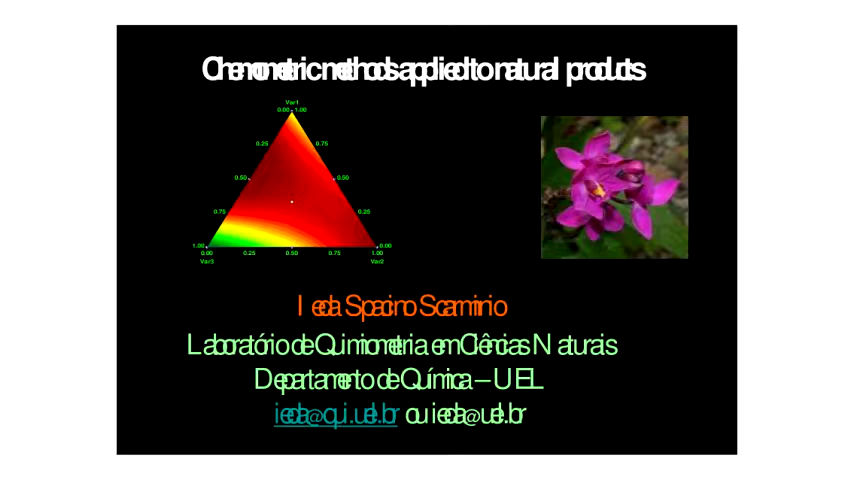 Chemometric methods applied to natural produts
Var1
0.00 1.00
0.25 0.75
0.50 0.50
0.75 0.25
1.00 0.00
0.00 0.25 0.50 0.75 1.00
Var3 Var2
Ieda Spacino Scarminio
Laboratório de Quimiometria em Ciências Naturais
Departamento de Química – UEL
ieda@qui.uel.br ou ieda@uel.br